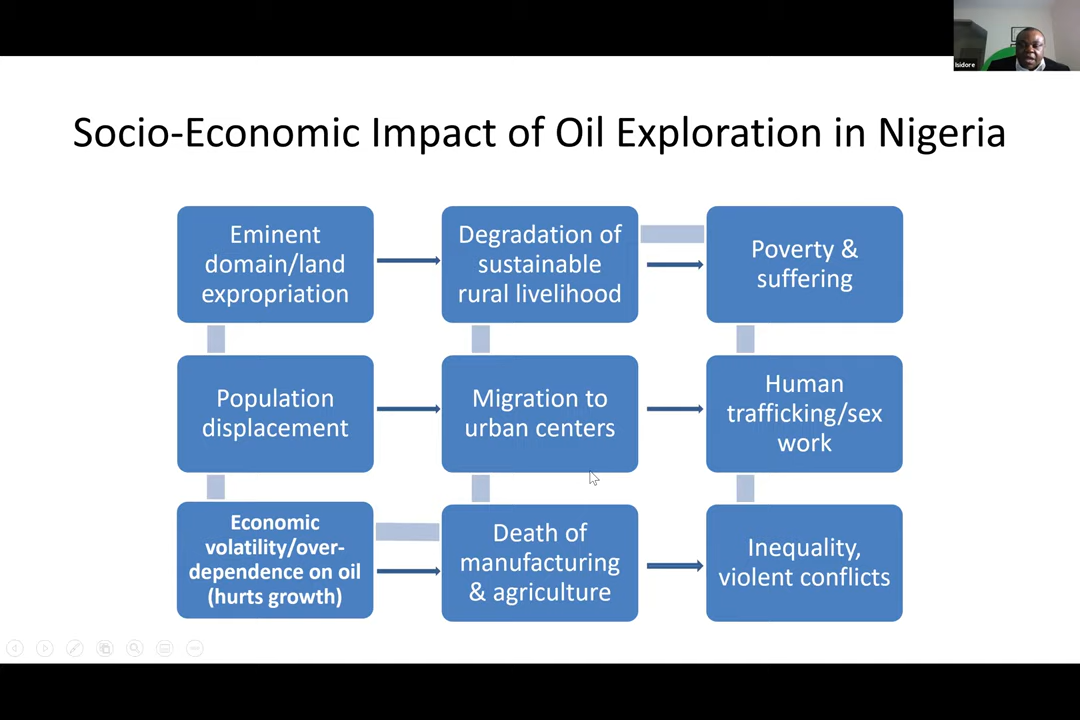 Isidore
Socio-Economic Impact of Oil Exploration in Nigeria
Eminent
domain/land
expropriation
Degradation of
sustainable
rural livelihood
Poverty &
suffering
Population
displacement
Migration to
urban centers
Human
trafficking/sex
work
Economic
volatility/over-
dependence on oil
(hurts growth)
Death of
manufacturing
& agriculture
Inequality,
violent conflicts